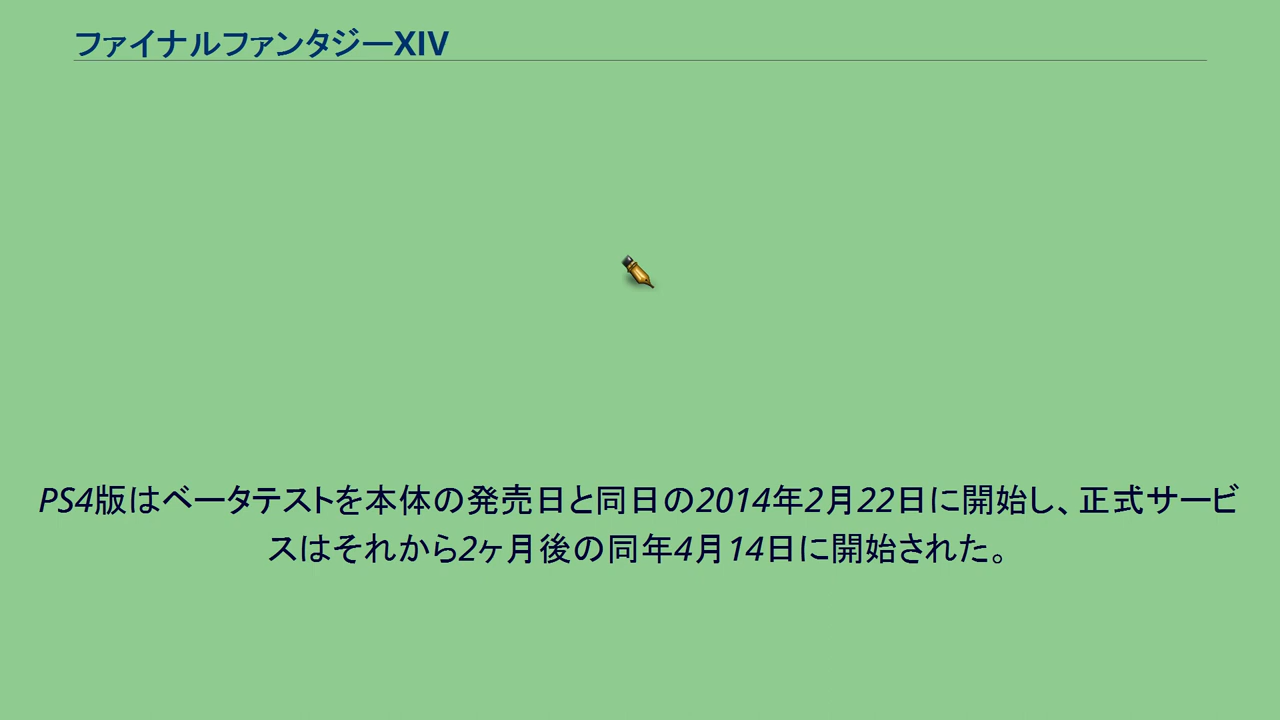 ファイナルファンタジーXIV
PS4版はベータテストを本体の発売日と同日の2014年2月22日に開始し、正式サービ
スはそれから2ヶ月後の同年4月14日に開始された。